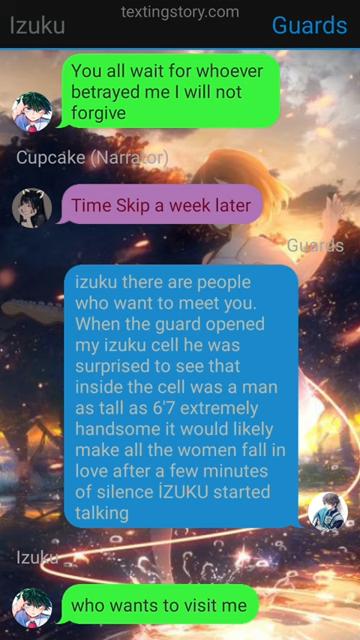 textingstory.com
Izuku
Guards
You all wait for whoever
betrayed me I will not
forgive
Cupcake (Narrator)
Time Skip a week later
Guards
izuku there are people
who want to meet you.
When the guard opened
my izuku cell he was
surprised to see that
inside the cell was a man
as tall as 6'7 extremely
handsome it would likely
make all the women fall in
love after a few minutes
of silence İZUKU started
talking
Izuku
who wants to visit me